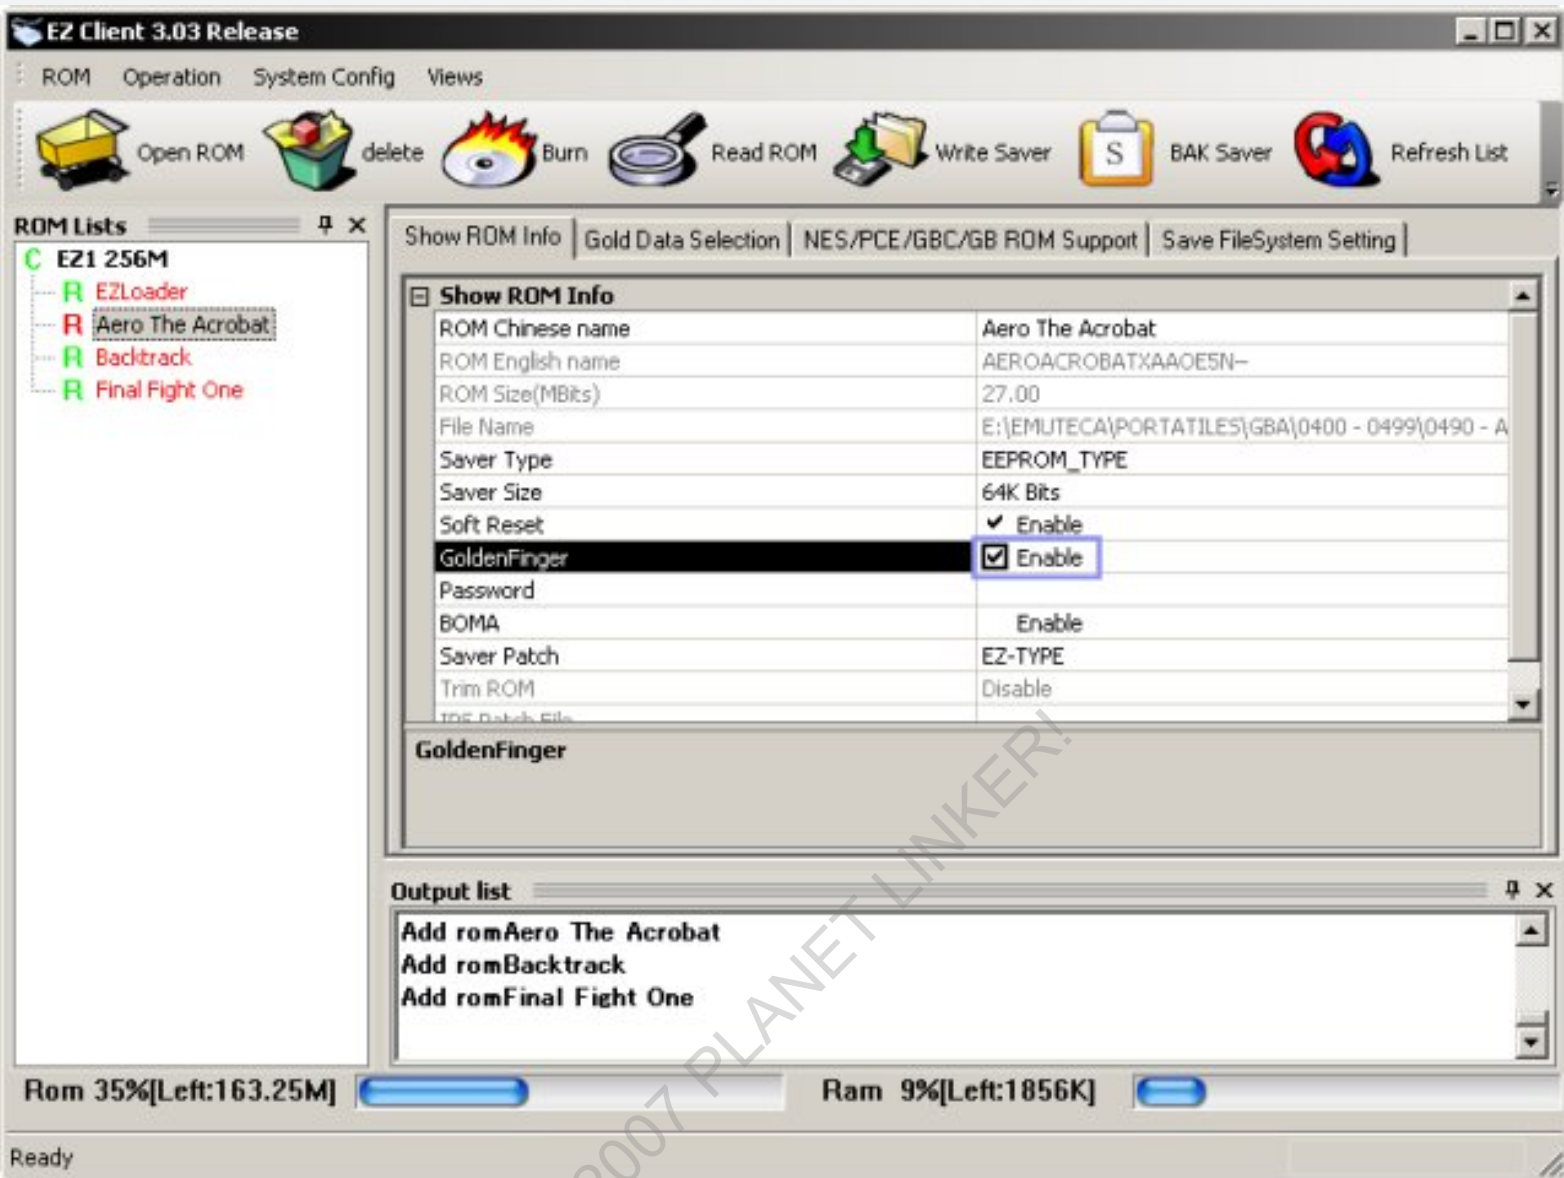 EZ Client 3.03 Release
ROM Operation System Config Views
Open ROM delete Burn Read ROM Write Saver S BAK Saver Refresh List
ROM Lists
C EZ1 256M
R EZLoader
R Aero The Acrobat
R Backtrack
R Final Fight One
Show ROM Info Gold Data Selection NES/PCE/GBC/GB ROM Support Save FileSystem Setting
Show ROM Info
ROM Chinese name Aero The Acrobat
ROM English name AEROACROBATXAAOE5N--
ROM Size(MBits) 27.00
File Name E:\EMUTECA\PORTATILES\GBA\0400 - 0499\0490 - A
Saver Type EEPROM_TYPE
Saver Size 64K Bits
Soft Reset Enable
GoldenFinger Enable
Password
BOMA Enable
Saver Patch EZ-TYPE
Trim ROM Disable
IPS Patch File
GoldenFinger
Output list
Add romAero The Acrobat
Add romBacktrack
Add romFinal Fight One
Rom 35%[Left:163.25M] Ram 9%[Left:1856K]
Ready
2007 PLANET LINKER!